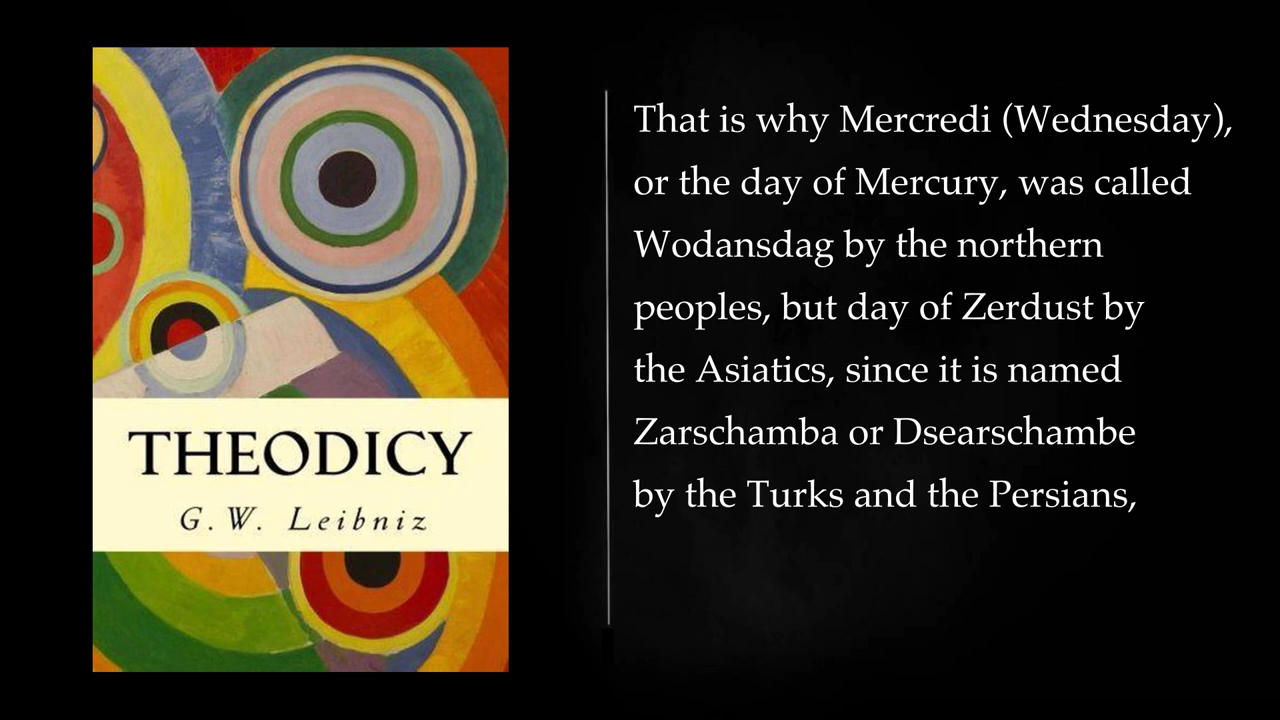 THEODICY
G. W. Leibniz
That is why Mercredi (Wednesday),
or the day of Mercury, was called
Wodansdag by the northern
peoples, but day of Zerdust by
the Asiatics, since it is named
Zarschamba or Dsearschambe
by the Turks and the Persians,